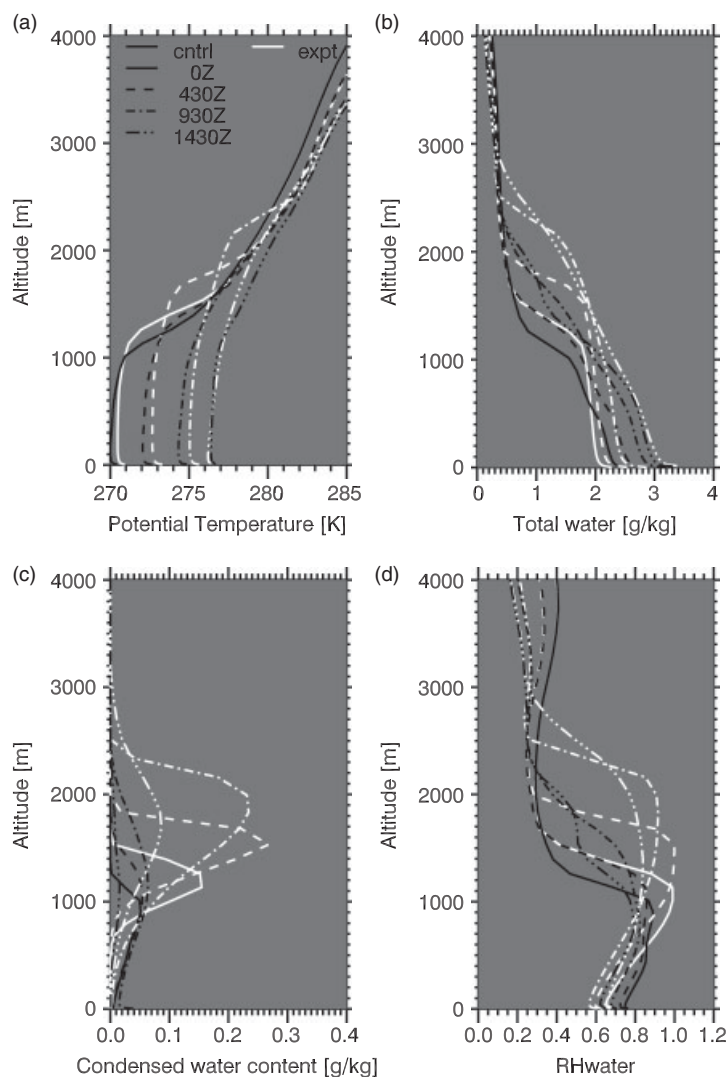 (a)
4000
3000
2000
1000
0
Altitude [m]
cntrl
expt
0Z
430Z
930Z
1430Z
270
275
280
285
Potential Temperature [K]
(b)
4000
3000
2000
1000
0
Altitude [m]
0
1
2
3
4
Total water [g/kg]
(c)
4000
3000
2000
1000
0
Altitude [m]
0.0
0.1
0.2
0.3
0.4
Condensed water content [g/kg]
(d)
4000
3000
2000
1000
0
Altitude [m]
0.0
0.2
0.4
0.6
0.8
1.0
1.2
RHwater